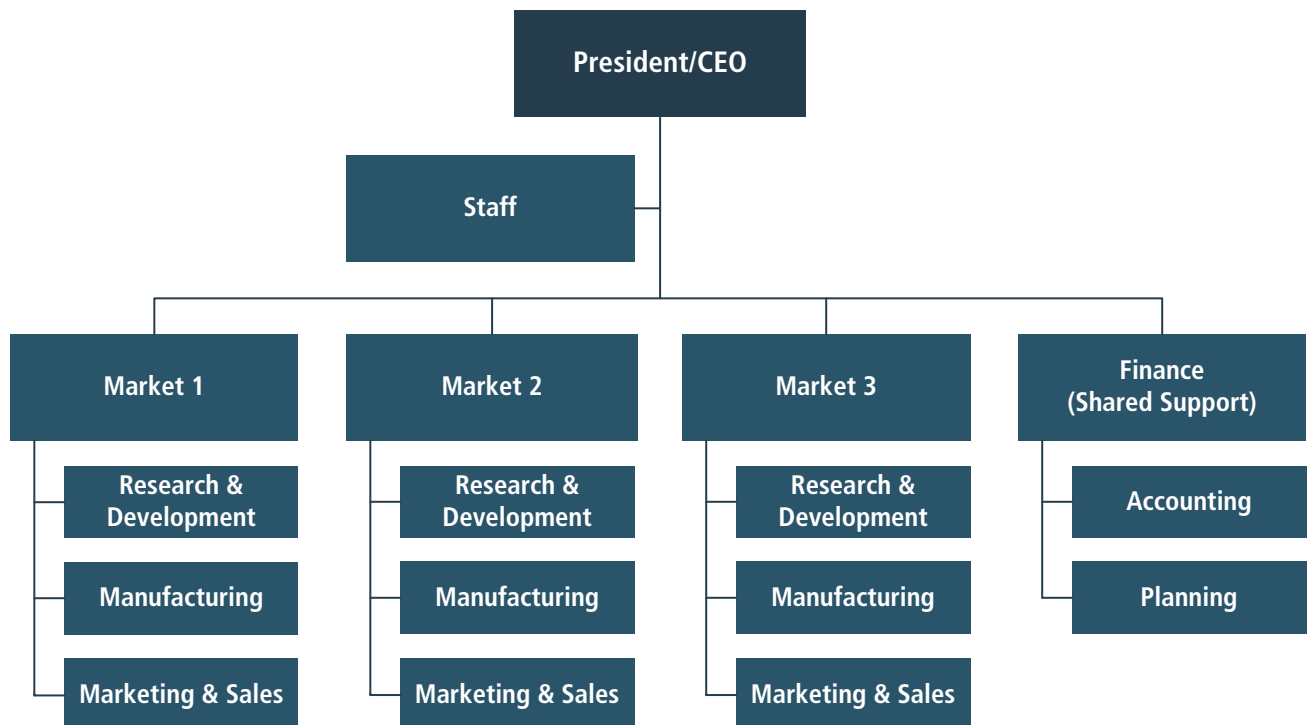 President/CEO
Staff
Market 1
Market 2
Market 3
Finance
(Shared Support)
Research &
Development
Manufacturing
Marketing & Sales
Research &
Development
Manufacturing
Marketing & Sales
Research &
Development
Manufacturing
Marketing & Sales
Accounting
Planning